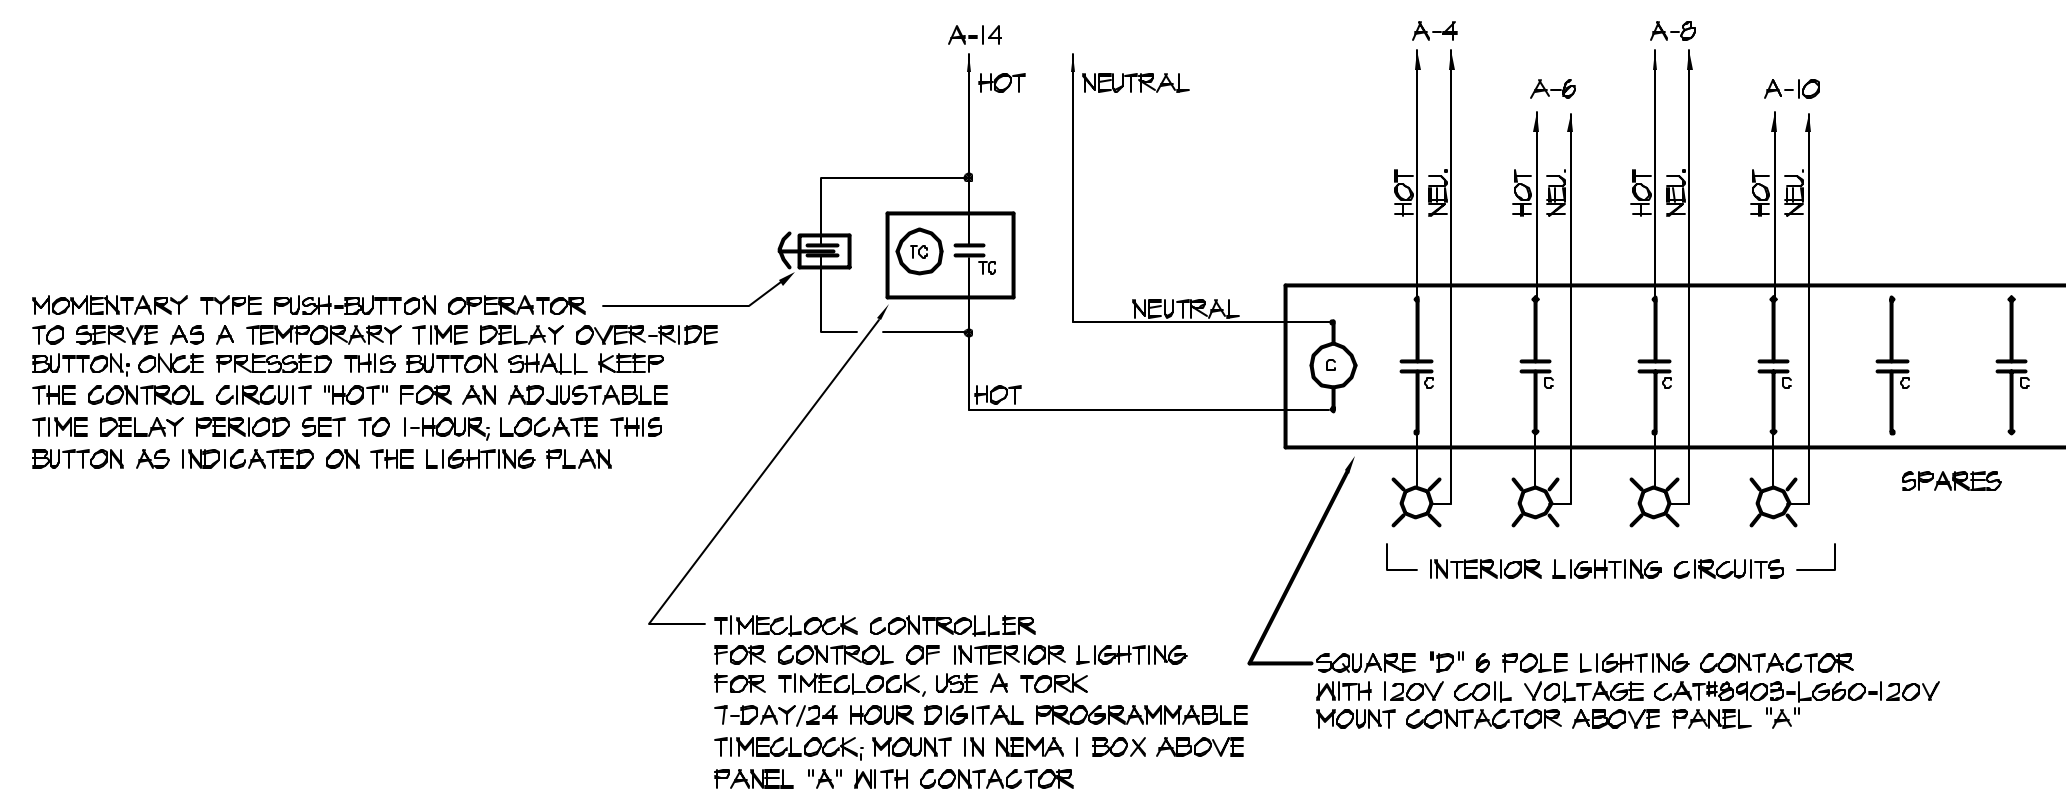 A-14
HOT
NEUTRAL
A-4
A-8
A-6
A-10
HOT
NEU.
HOT
NEU.
HOT
NEU.
HOT
NEU.
TC
TC
MOMENTARY TYPE PUSH-BUTTON OPERATOR
TO SERVE AS A TEMPORARY TIME DELAY OVER-RIDE
BUTTON; ONCE PRESSED THIS BUTTON SHALL KEEP
THE CONTROL CIRCUIT "HOT" FOR AN ADJUSTABLE
TIME DELAY PERIOD SET TO 1-HOUR; LOCATE THIS
BUTTON AS INDICATED ON THE LIGHTING PLAN
NEUTRAL
HOT
C
C
C
C
C
C
C
SPARES
INTERIOR LIGHTING CIRCUITS
TIMECLOCK CONTROLLER
FOR CONTROL OF INTERIOR LIGHTING
FOR TIMECLOCK, USE A TORK
7-DAY/24 HOUR DIGITAL PROGRAMMABLE
TIMECLOCK; MOUNT IN NEMA 1 BOX ABOVE
PANEL "A" WITH CONTACTOR
SQUARE "D" 6 POLE LIGHTING CONTACTOR
WITH 120V COIL VOLTAGE CAT#8903-LG60-120V
MOUNT CONTACTOR ABOVE PANEL "A"